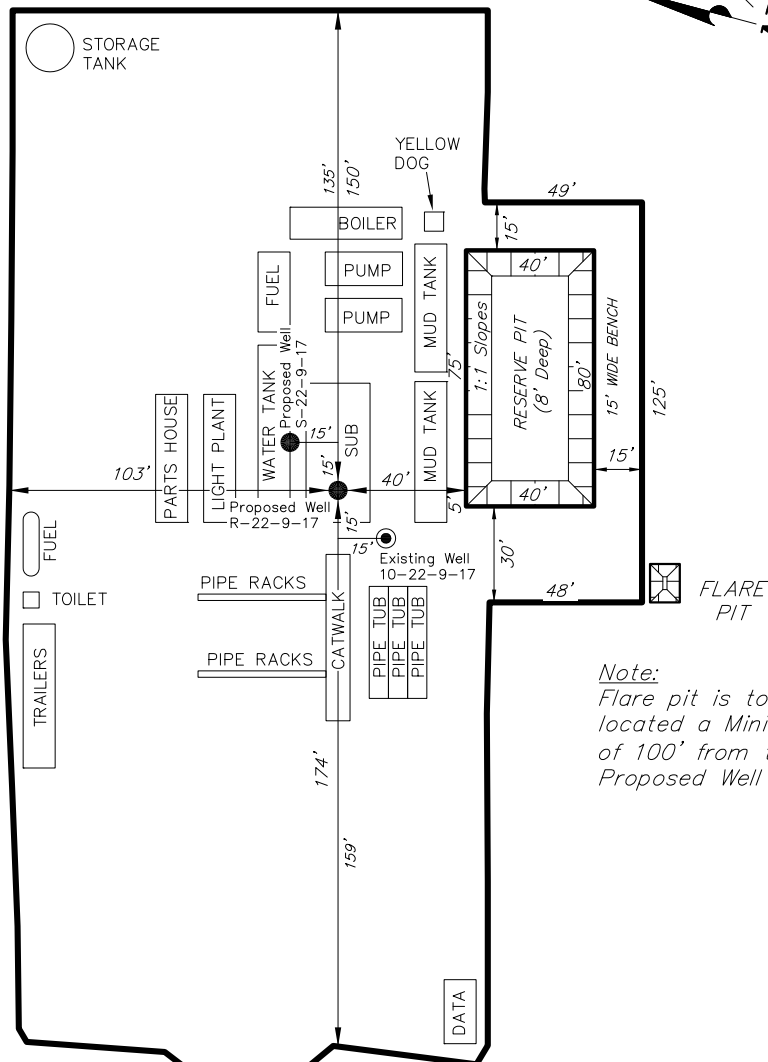 STORAGE
TANK
YELLOW
DOG
135'
150'
49'
BOILER
15'
FUEL
PUMP
PUMP
MUD TANK
40'
1:1 Slopes
RESERVE PIT
(8' Deep)
80'
15' WIDE BENCH
125'
75'
WATER TANK
Proposed Well
S-22-9-17
15'
15'
SUB
PARTS HOUSE
LIGHT PLANT
MUD TANK
103'
40'
15'
5'
40'
Proposed Well
R-22-9-17
15'
15'
Existing Well
10-22-9-17
30'
FUEL
TOILET
PIPE RACKS
48'
FLARE
PIT
TRAILERS
PIPE RACKS
CATWALK
PIPE TUB
PIPE TUB
PIPE TUB
Note:
Flare pit is to
located a Mini
of 100' from t
Proposed Well
174'
159'
DATA